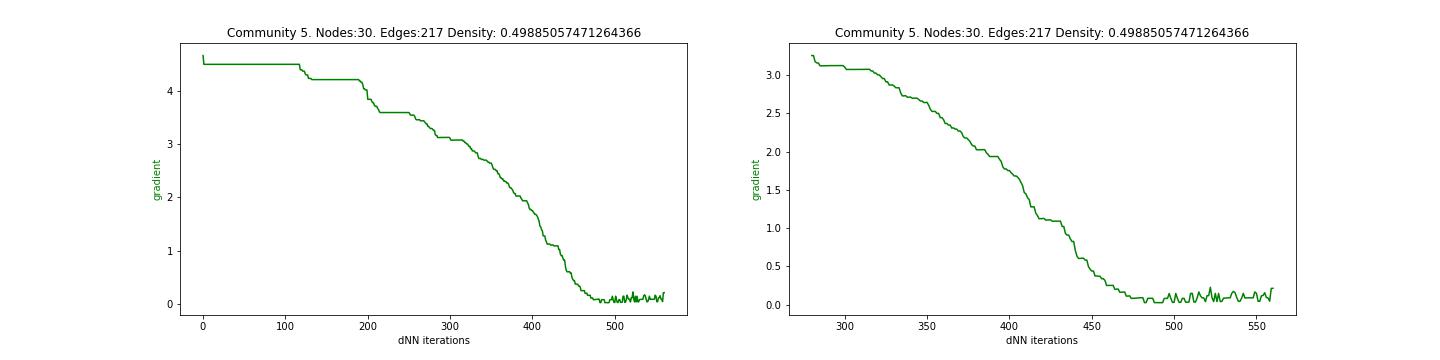 Community 5. Nodes:30. Edges:217 Density: 0.49885057471264366
gradient
4
3
2
1
0
0 100 200 300 400 500
dNN iterations
Community 5. Nodes:30. Edges:217 Density: 0.49885057471264366
gradient
3.0
2.5
2.0
1.5
1.0
0.5
0.0
300 350 400 450 500 550
dNN iterations